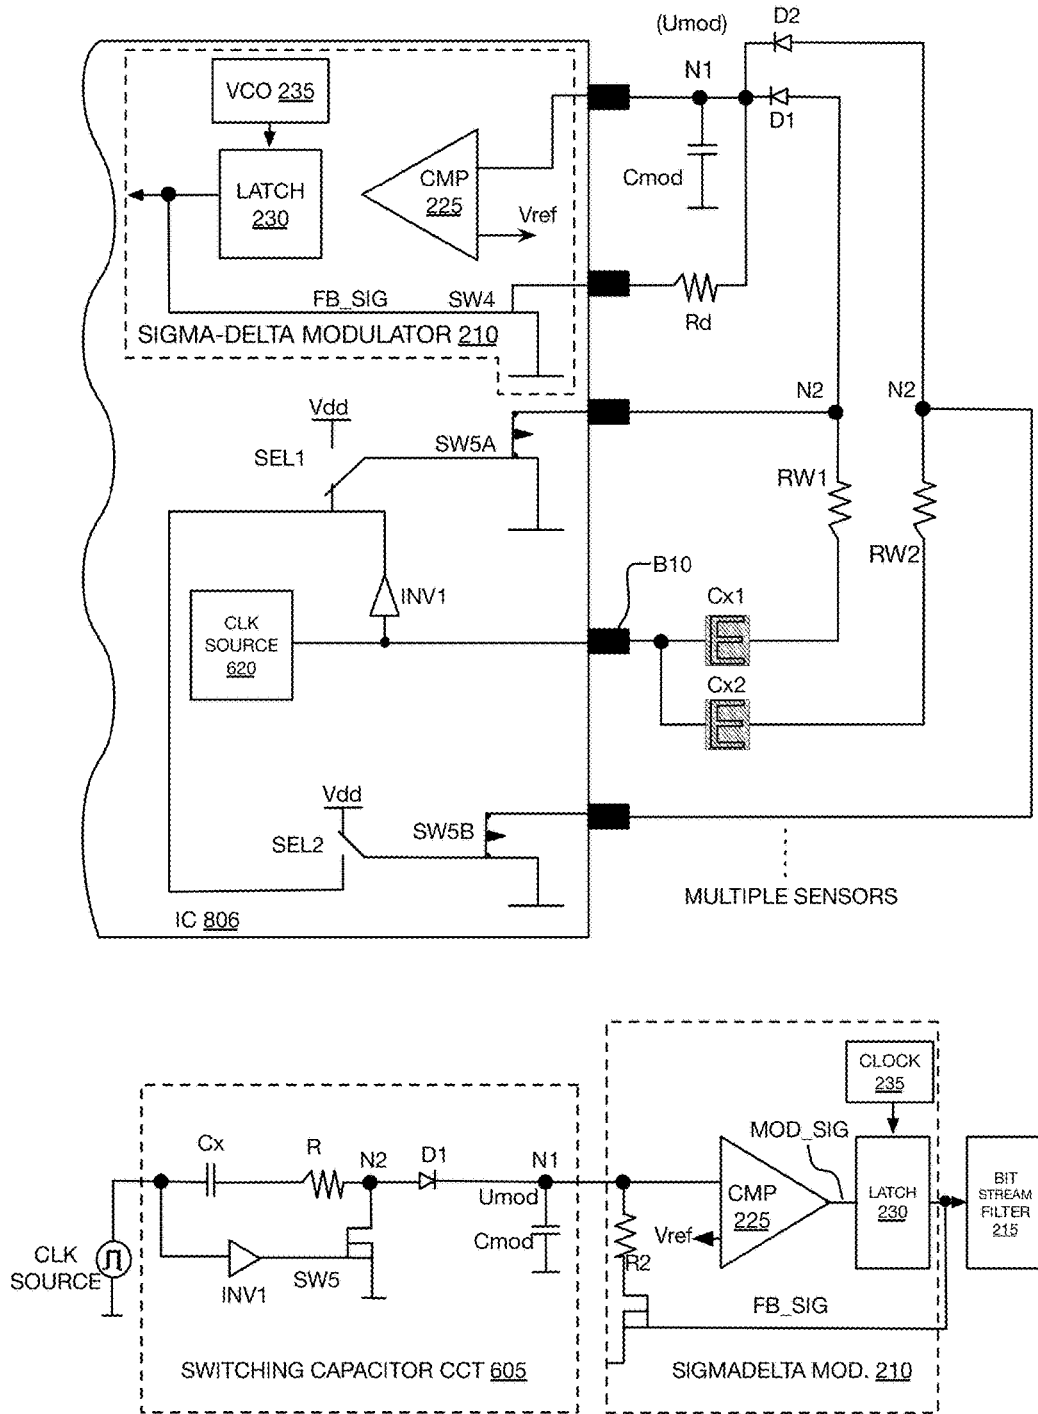 (Umod)
D2
N1
D1
VCO 235
LATCH
230
CMP
225
Vref
Cmod
FB_SIG
SW4
Rd
SIGMA-DELTA MODULATOR 210
Vdd
SEL1
SW5A
N2
N2
RW1
RW2
B10
INV1
CLK
SOURCE
620
Cx1
Cx2
Vdd
SEL2
SW5B
MULTIPLE SENSORS
IC 806
CLOCK
235
MOD_SIG
Cx
R
N2
D1
N1
Umod
Cmod
CMP
225
LATCH
230
BIT
STREAM
FILTER
215
Vref
R2
CLK
SOURCE
INV1
SW5
FB_SIG
SWITCHING CAPACITOR CCT 605
SIGMADELTA MOD. 210